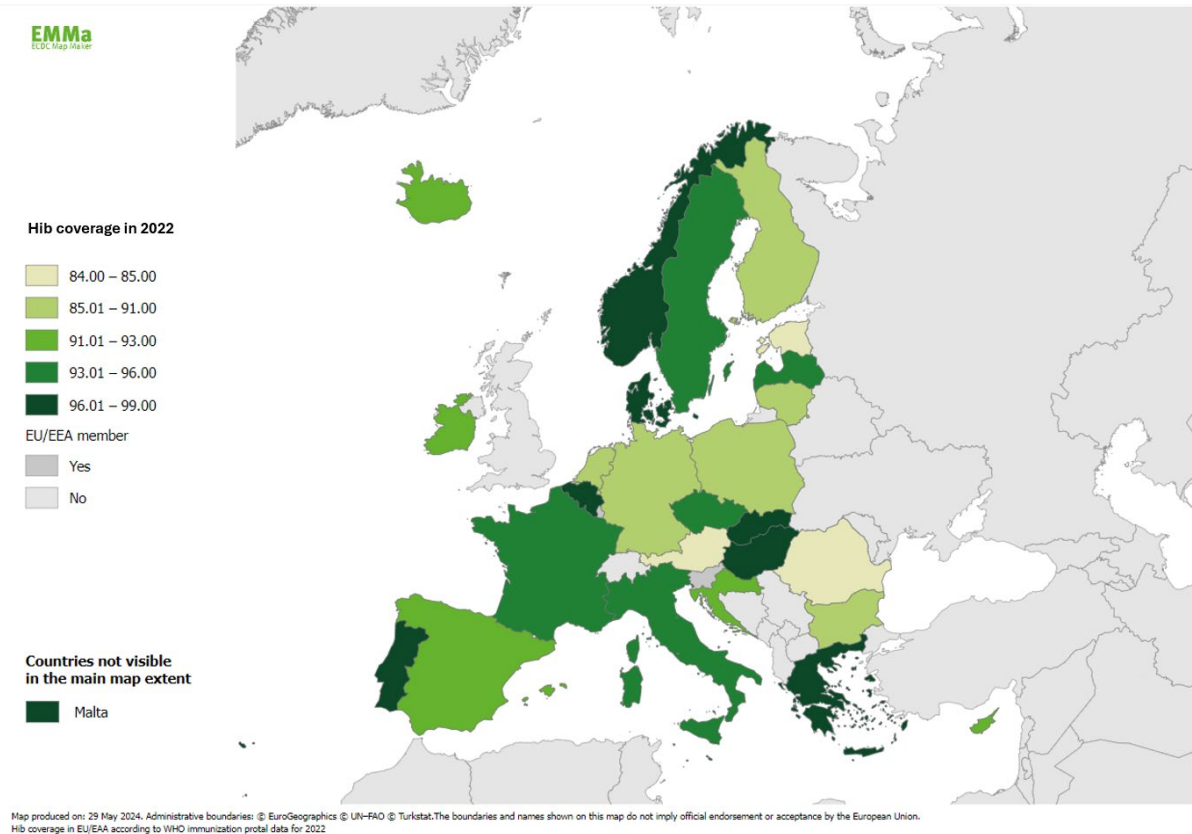 EMMa
ECDC Map Maker
Hib coverage in 2022
84.00 – 85.00
85.01 – 91.00
91.01 – 93.00
93.01 – 96.00
96.01 – 99.00
EU/EEA member
Yes
No
Countries not visible
in the main map extent
Malta
Map produced on: 29 May 2024. Administrative boundaries: © EuroGeographics © UN–FAO © Turkstat.The boundaries and names shown on this map do not imply official endorsement or acceptance by the European Union.
Hib coverage in EU/EAA according to WHO immunization protal data for 2022